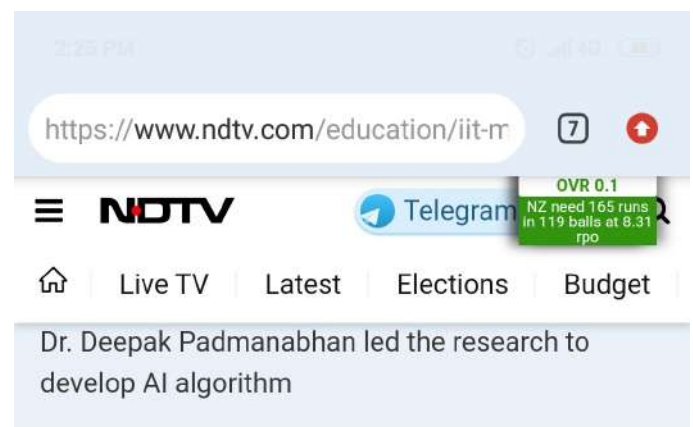 2:25 PM
https://www.ndtv.com/education/iit-m
7
OVR 0.1
NZ need 165 runs
in 119 balls at 8.31
rpo
NDTV
Telegram
Live TV
Latest
Elections
Budget
Dr. Deepak Padmanabhan led the research to
develop AI algorithm